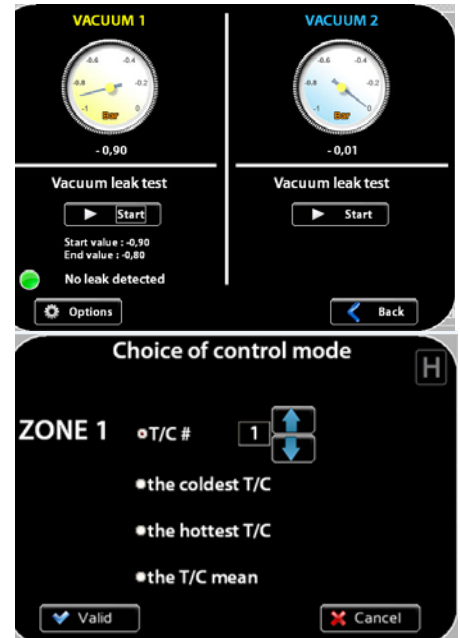 VACUUM 1
VACUUM 2
-0.6 -0.4
-0.8 -0.2
-1 0
Bar
-0.6 -0.4
-0.8 -0.2
-1 0
Bar
- 0,90
- 0,01
Vacuum leak test
Vacuum leak test
Start
Start
Start value : -0,90
End value : -0,80
No leak detected
Options
Back
Choice of control mode
H
ZONE 1
T/C #
1
the coldest T/C
the hottest T/C
the T/C mean
Valid
Cancel